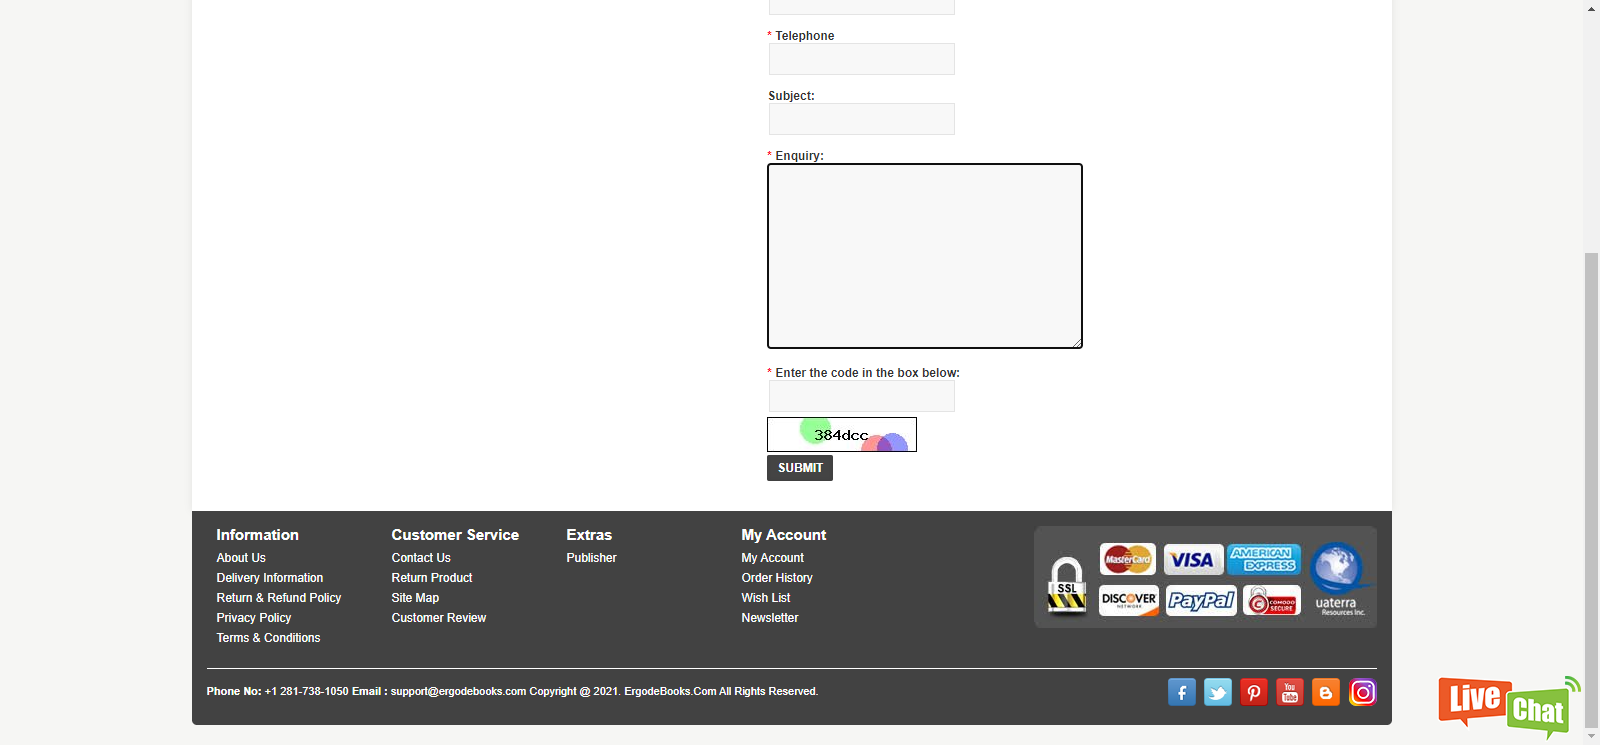 * Telephone
Subject:
* Enquiry:
* Enter the code in the box below:
384dcc
SUBMIT
Information
About Us
Delivery Information
Return & Refund Policy
Privacy Policy
Terms & Conditions
Customer Service
Contact Us
Return Product
Site Map
Customer Review
Extras
Publisher
My Account
My Account
Order History
Wish List
Newsletter
SSL
MasterCard
VISA
AMERICAN EXPRESS
DISCOVER
NETWORK
PayPal
COMODO
SECURE
uaterra
Resources Inc.
Phone No: +1 281-738-1050 Email : support@ergodebooks.com Copyright @ 2021. ErgodeBooks.Com All Rights Reserved.
You
Tube
Live
Chat